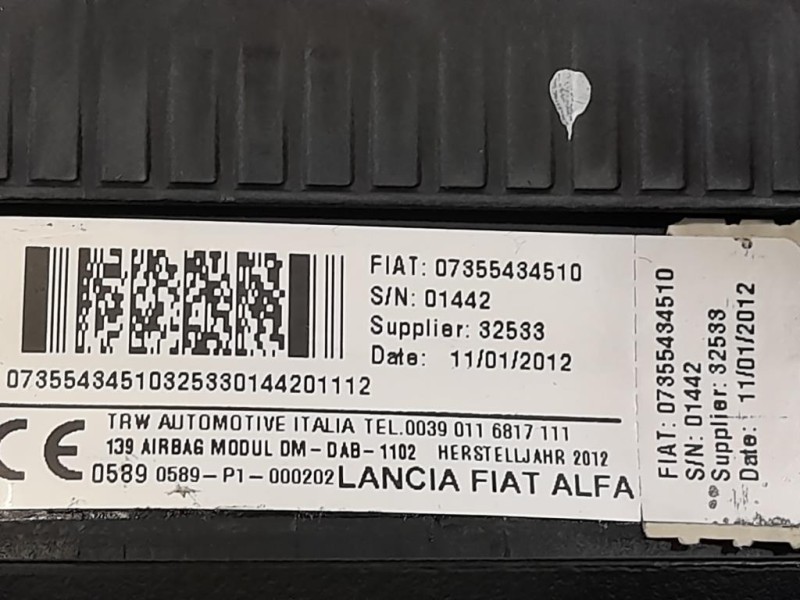 FIAT: 07355434510
S/N: 01442
Supplier: 32533
Date: 11/01/2012
07355434510325330144201112
CE
TRW AUTOMOTIVE ITALIA TEL.0039 011 6817 111
139 AIRBAG MODUL DM-DAB-1102 HERSTELLJAHR 2012
0589 0589-P1-000202 LANCIA FIAT ALFA
FIAT: 07355434510
S/N: 01442
Supplier: 32533
Date: 11/01/2012